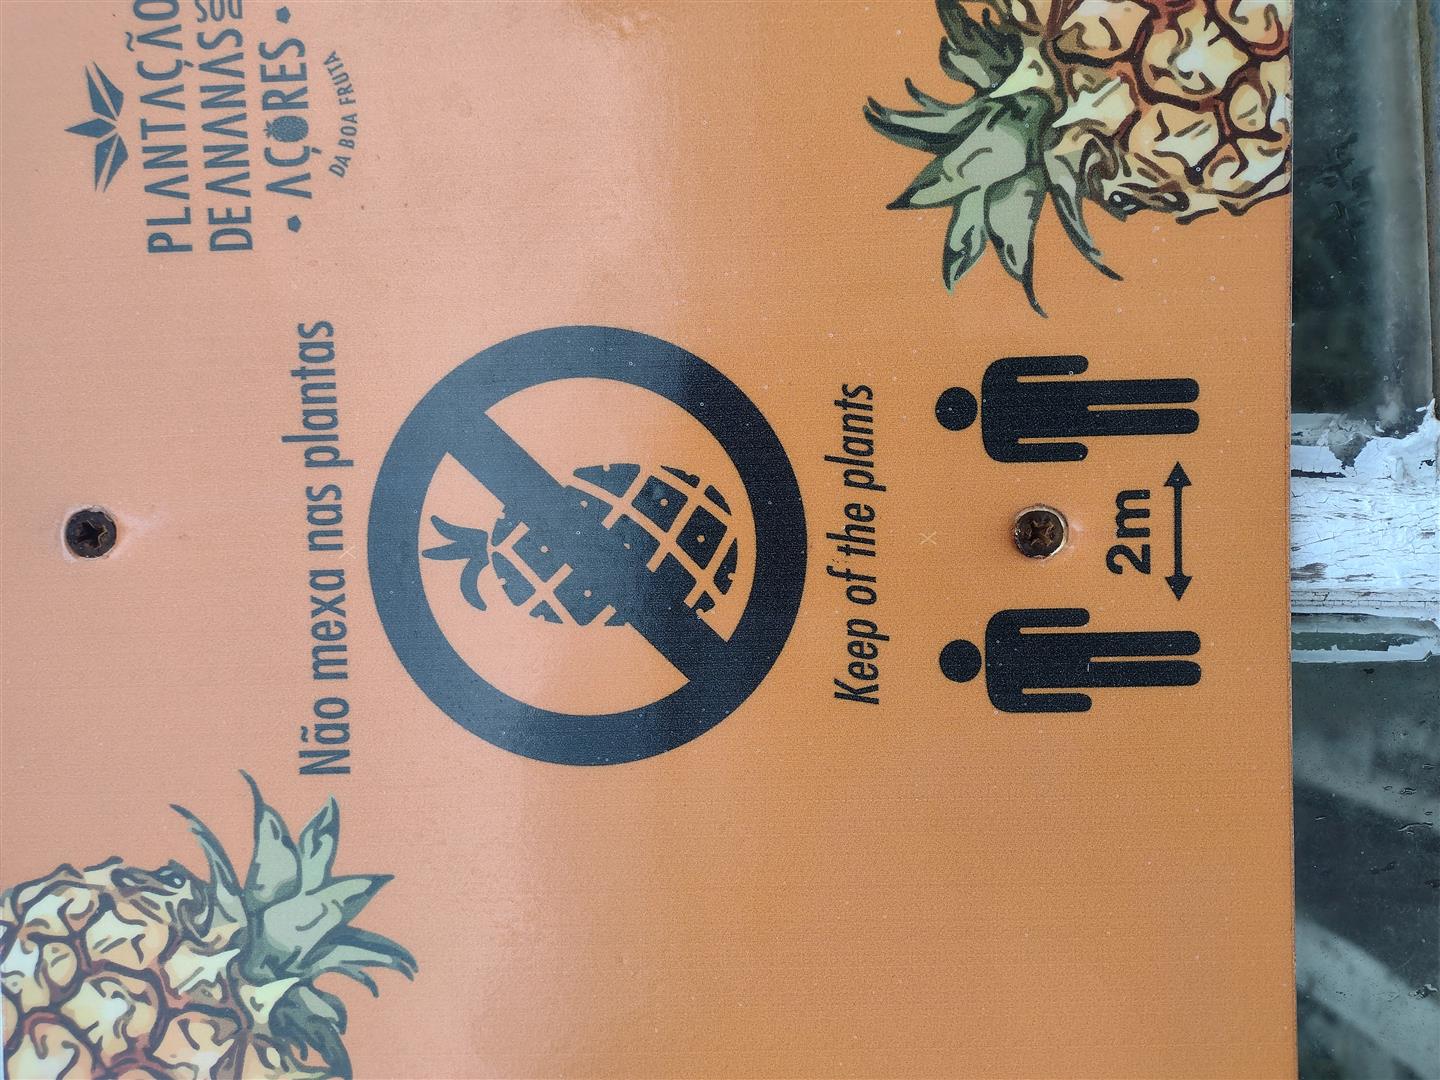 PLANTAÇÃO
DE ANANÁS
• AÇORES •
DA BOA FRUTA
Não mexa nas plantas
Keep of the plants
2m